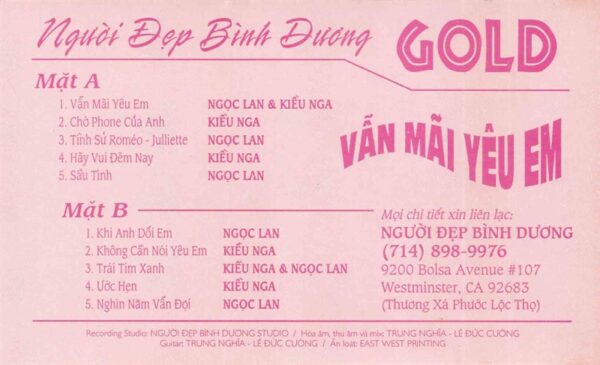 Người Đẹp Bình Dương GOLD
Mặt A
1. Vẫn Mãi Yêu Em NGỌC LAN & KIỀU NGA
2. Chờ Phone Của Anh KIỀU NGA
3. Tình Sử Roméo - Julliette NGỌC LAN
4. Hãy Vui Đêm Nay KIỀU NGA
5. Sầu Tình NGỌC LAN
VẪN MÃI YÊU EM
Mặt B
1. Khi Anh Dối Em NGỌC LAN
2. Không Cần Nói Yêu Em KIỀU NGA
3. Trái Tim Xanh KIỀU NGA & NGỌC LAN
4. Ước Hẹn KIỀU NGA
5. Nghìn Năm Vẫn Đợi NGỌC LAN
Mọi chi tiết xin liên lạc:
NGƯỜI ĐẸP BÌNH DƯƠNG
(714) 898-9976
9200 Bolsa Avenue #107
Westminster, CA 92683
(Thương Xá Phước Lộc Thọ)
Recording Studio: NGƯỜI ĐẸP BÌNH DƯƠNG STUDIO / Hòa âm, thu âm và mix: TRUNG NGHĨA - LÊ ĐỨC CƯỜNG
Guitar: TRUNG NGHĨA - LÊ ĐỨC CƯỜNG / Ấn loát: EAST WEST PRINTING